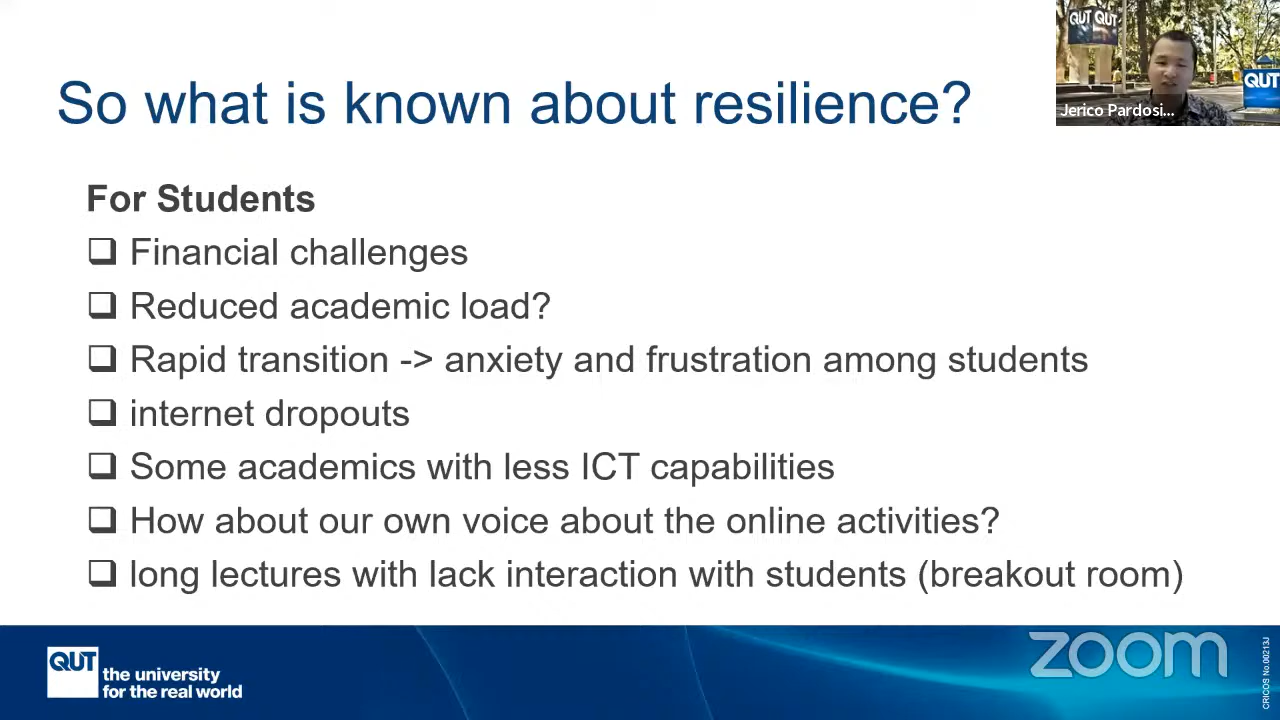 So what is known about resilience?
QUT QUT
QUT
Jerico Pardosi...
For Students
❑ Financial challenges
❑ Reduced academic load?
❑ Rapid transition -> anxiety and frustration among students
❑ internet dropouts
❑ Some academics with less ICT capabilities
❑ How about our own voice about the online activities?
❑ long lectures with lack interaction with students (breakout room)
QUT
the university
for the real world
zoom
CRICOS No.00213J